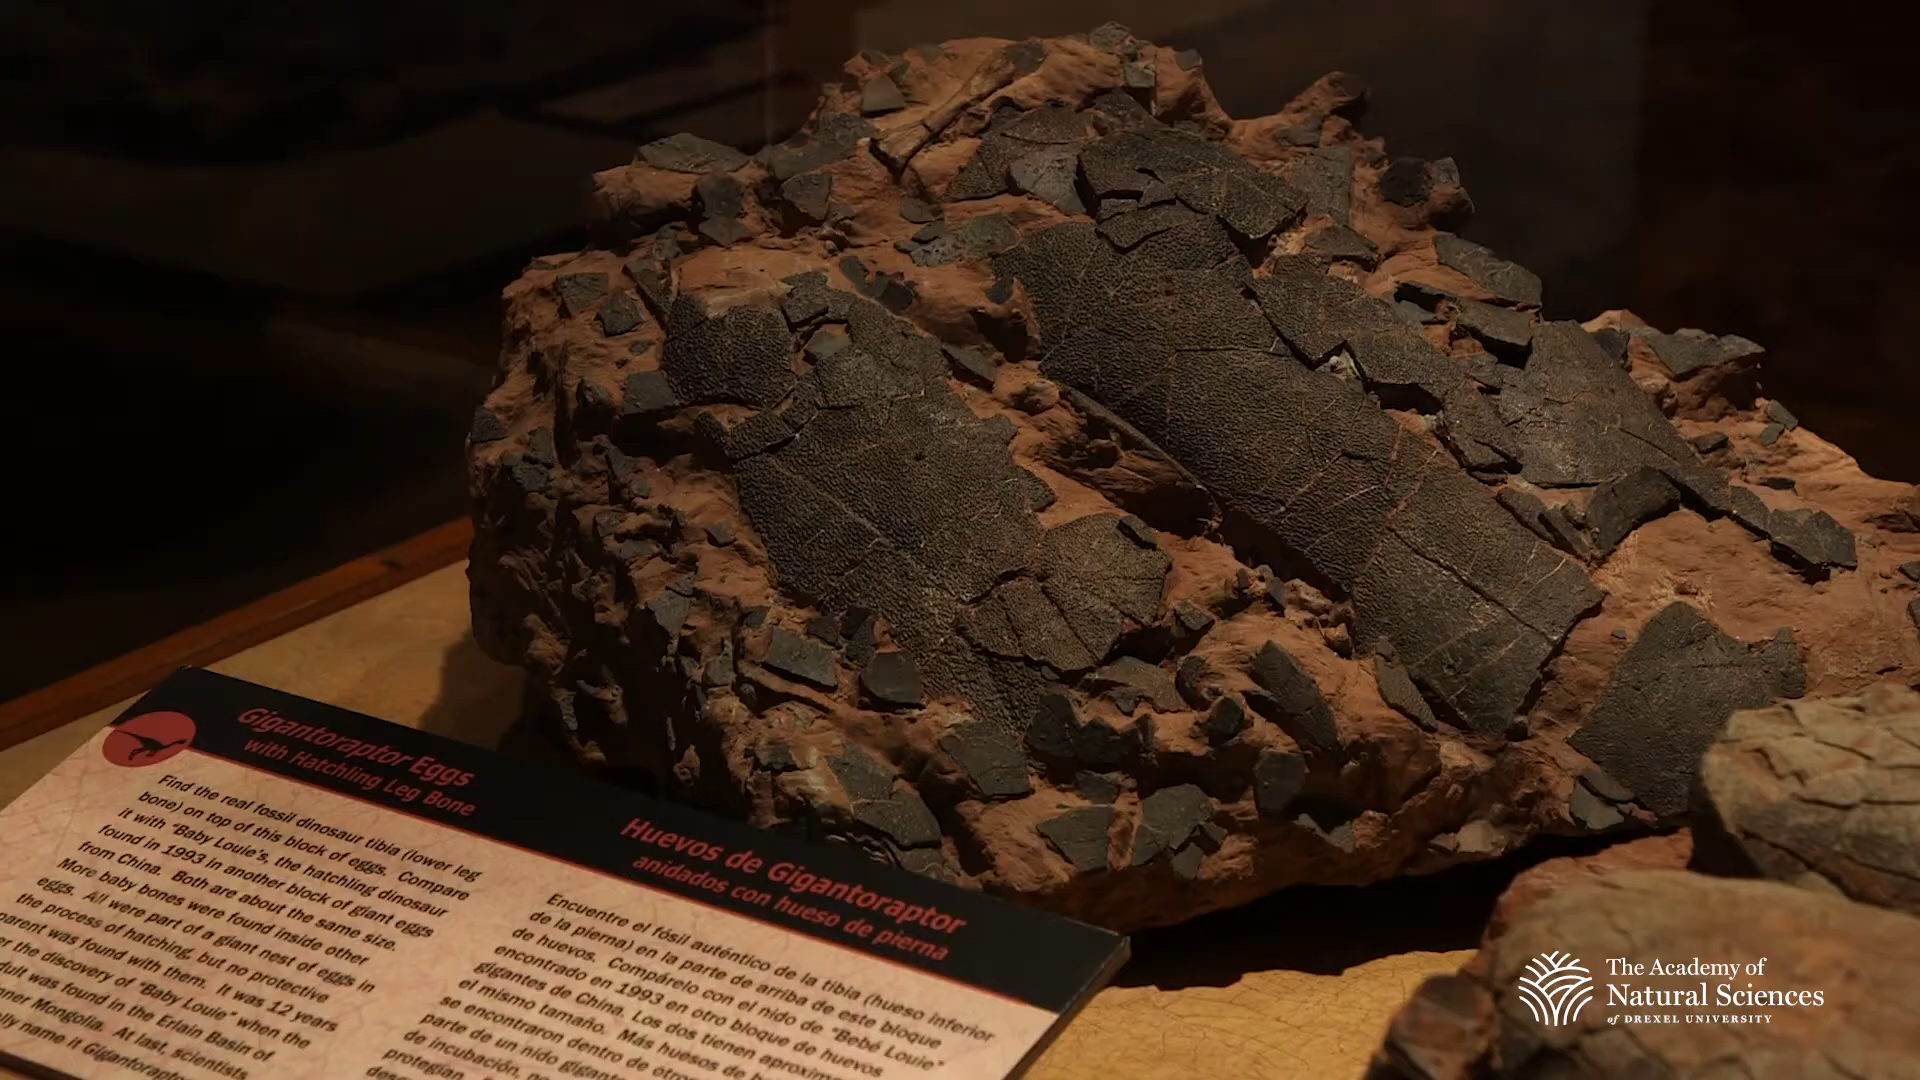 Gigantoraptor Eggs
with Hatchling Leg Bone
Find the real fossil dinosaur tibia (lower leg
bone) on top of this block of eggs. Compare
it with "Baby Louie's, the hatchling dinosaur
found in 1993 in another block of giant eggs
from China. Both are about the same size.
More baby bones were found inside other
eggs. All were part of a giant nest of eggs in
the process of hatching, but no protective
parent was found with them. It was 12 years
the discovery of "Baby Louie" when the
was found in the Erlain Basin of
Mongolia. At last, scientists
name it
Huevos de Gigantoraptor
anidados con hueso de pierna
Encuentre el fósil auténtico de la tibia (hueso inferior
de la pierna) en la parte de arriba de este bloque
de huevos. Compárelo con el nido de "Bebé Louie"
encontrado en 1993 en otro bloque de huevos
gigantes de China. Los dos tienen
el mismo tamaño. Más huesos de
se encontraron dentro de
parte de un nido
de incubación,
The Academy of
Natural Sciences
of DREXEL UNIVERSITY